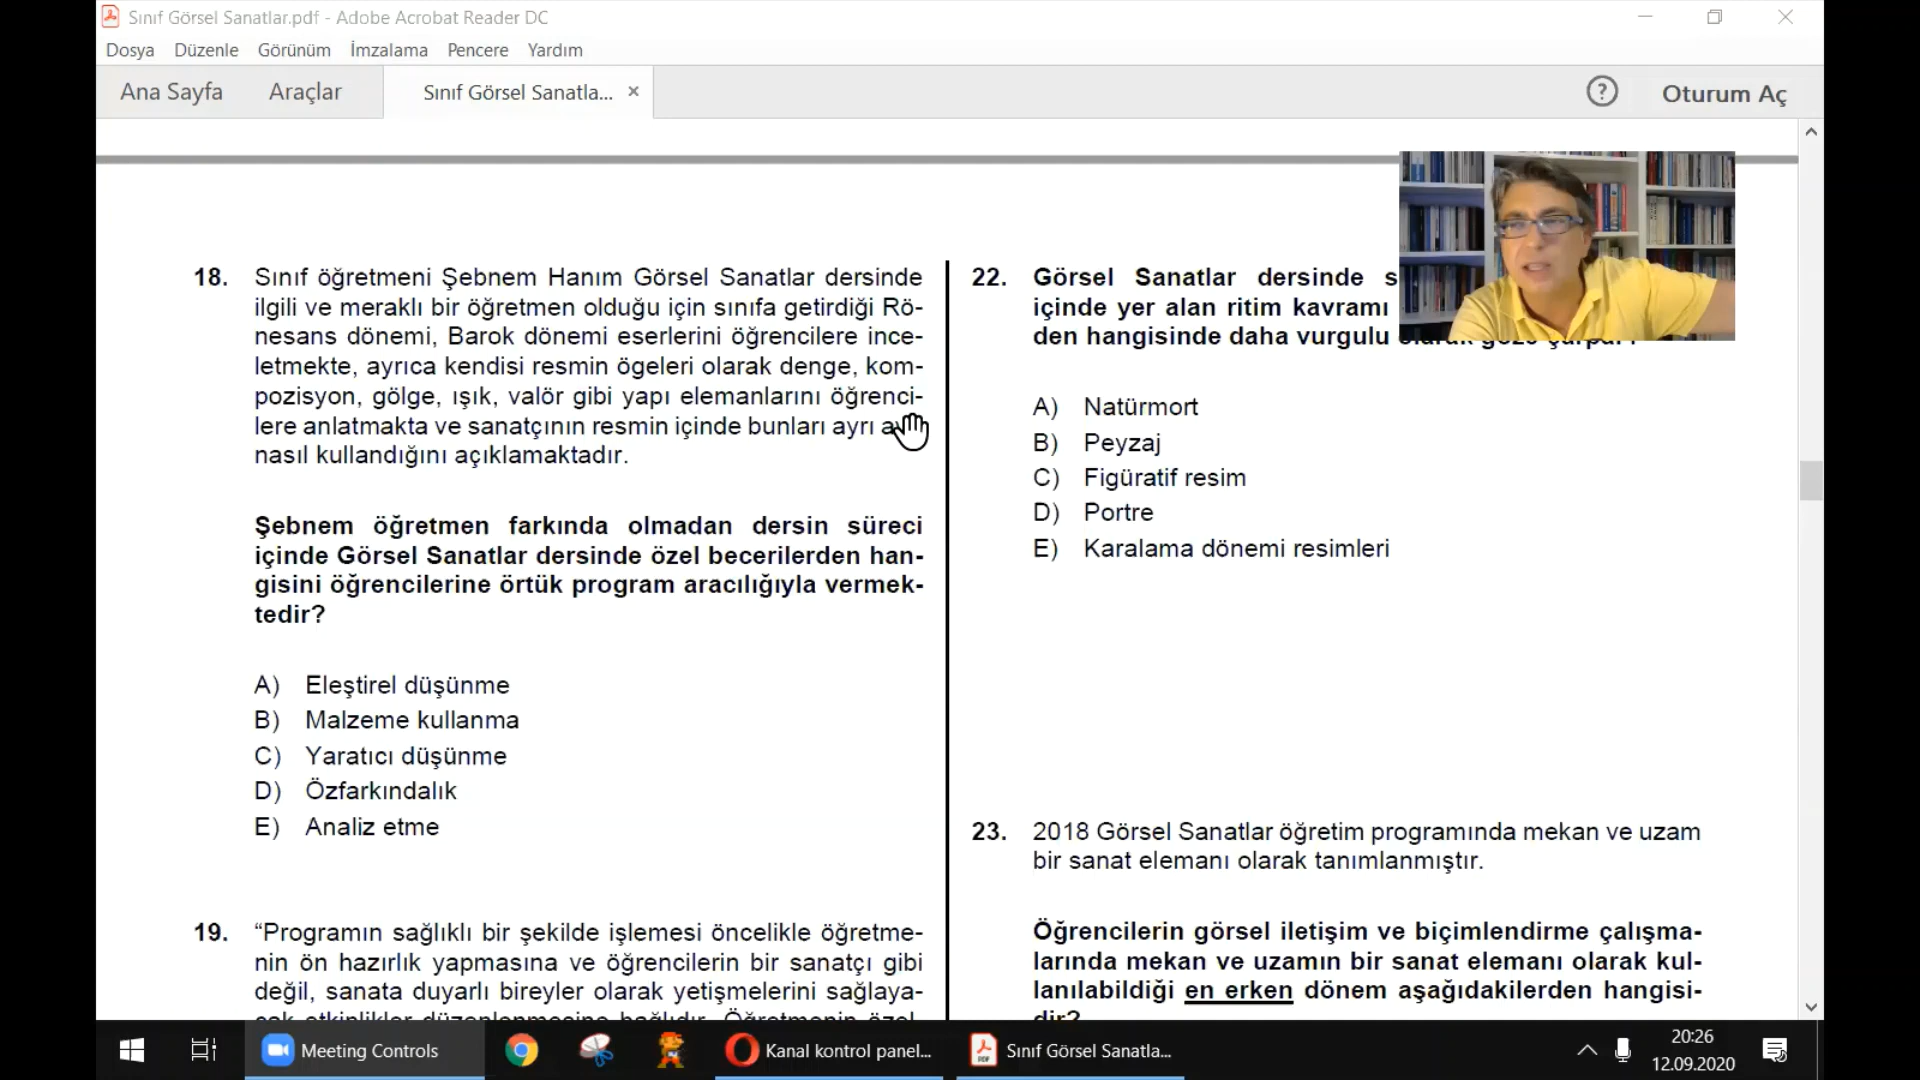 Sınıf Görsel Sanatlar.pdf - Adobe Acrobat Reader DC
Dosya Düzenle Görünüm İmzalama Pencere Yardım
Ana Sayfa Araçlar Sınıf Görsel Sanatla... × ? Oturum Aç
18. Sınıf öğretmeni Şebnem Hanım Görsel Sanatlar dersinde
ilgili ve meraklı bir öğretmen olduğu için sınıfa getirdiği Rö-
nesans dönemi, Barok dönemi eserlerini öğrencilere ince-
letmekte, ayrıca kendisi resmin ögeleri olarak denge, kom-
pozisyon, gölge, ışık, valör gibi yapı elemanlarını öğrenci-
lere anlatmakta ve sanatçının resmin içinde bunları ayrı
nasıl kullandığını açıklamaktadır.
Şebnem öğretmen farkında olmadan dersin süreci
içinde Görsel Sanatlar dersinde özel becerilerden han-
gisini öğrencilerine örtük program aracılığıyla vermek-
tedir?
A) Eleştirel düşünme
B) Malzeme kullanma
C) Yaratıcı düşünme
D) Özfarkındalık
E) Analiz etme
19. “Programın sağlıklı bir şekilde işlemesi öncelikle öğretme-
nin ön hazırlık yapmasına ve öğrencilerin bir sanatçı gibi
değil, sanata duyarlı bireyler olarak yetişmelerini sağlaya-
cak etkinlikler düzenlenmesine bağlıdır. Öğretmenin özel-
22. Görsel Sanatlar dersinde s
içinde yer alan ritim kavramı
den hangisinde daha vurgulu olarak göze çarpar?
A) Natürmort
B) Peyzaj
C) Figüratif resim
D) Portre
E) Karalama dönemi resimleri
23. 2018 Görsel Sanatlar öğretim programında mekan ve uzam
bir sanat elemanı olarak tanımlanmıştır.
Öğrencilerin görsel iletişim ve biçimlendirme çalışma-
larında mekan ve uzamın bir sanat elemanı olarak kul-
lanılabildiği en erken dönem aşağıdakilerden hangisi-
dir?
Meeting Controls Kanal kontrol panel... Sınıf Görsel Sanatla... 20:26
12.09.2020